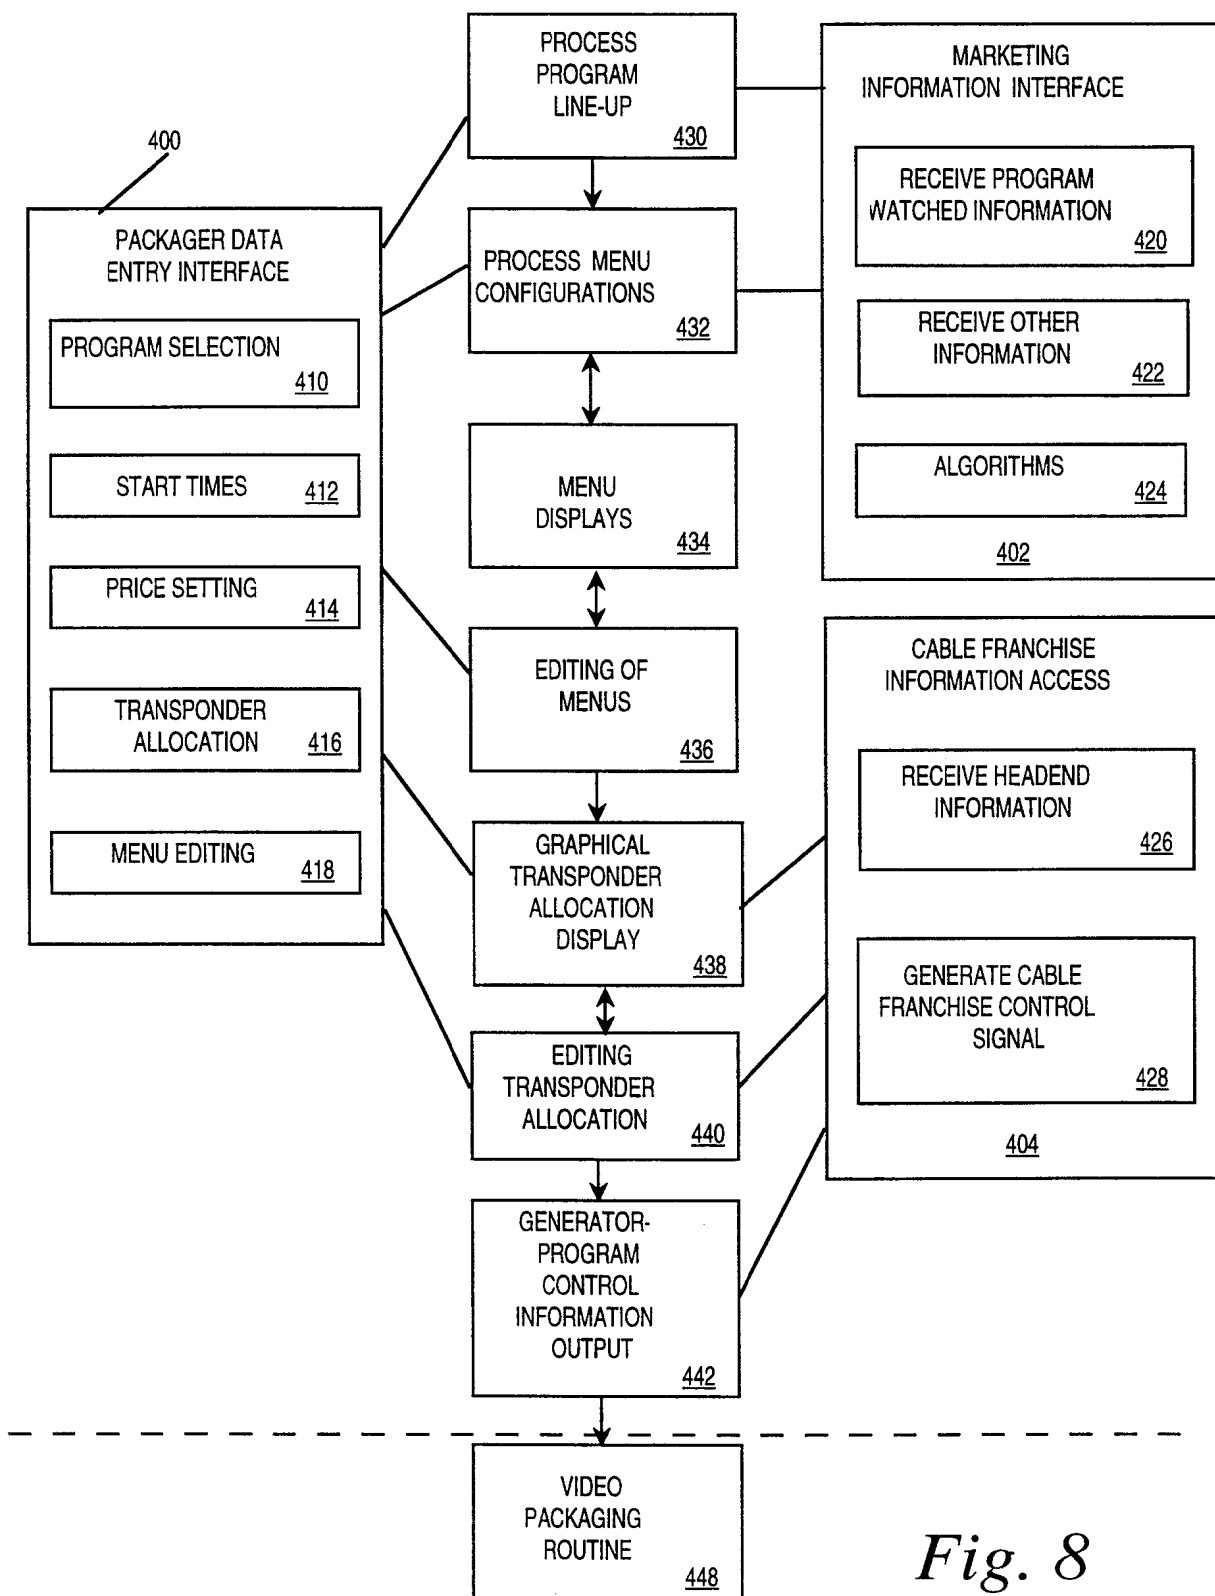 400
PACKAGER DATA
ENTRY INTERFACE
PROGRAM SELECTION
410
START TIMES 412
PRICE SETTING
414
TRANSPONDER
ALLOCATION 416
MENU EDITING
418
PROCESS
PROGRAM
LINE-UP
430
PROCESS MENU
CONFIGURATIONS
432
MENU
DISPLAYS
434
EDITING OF
MENUS
436
GRAPHICAL
TRANSPONDER
ALLOCATION
DISPLAY
438
EDITING
TRANSPONDER
ALLOCATION
440
GENERATOR-
PROGRAM
CONTROL
INFORMATION
OUTPUT
442
VIDEO
PACKAGING
ROUTINE
448
MARKETING
INFORMATION INTERFACE
RECEIVE PROGRAM
WATCHED INFORMATION
420
RECEIVE OTHER
INFORMATION
422
ALGORITHMS
424
402
CABLE FRANCHISE
INFORMATION ACCESS
RECEIVE HEADEND
INFORMATION
426
GENERATE CABLE
FRANCHISE CONTROL
SIGNAL
428
404
Fig. 8